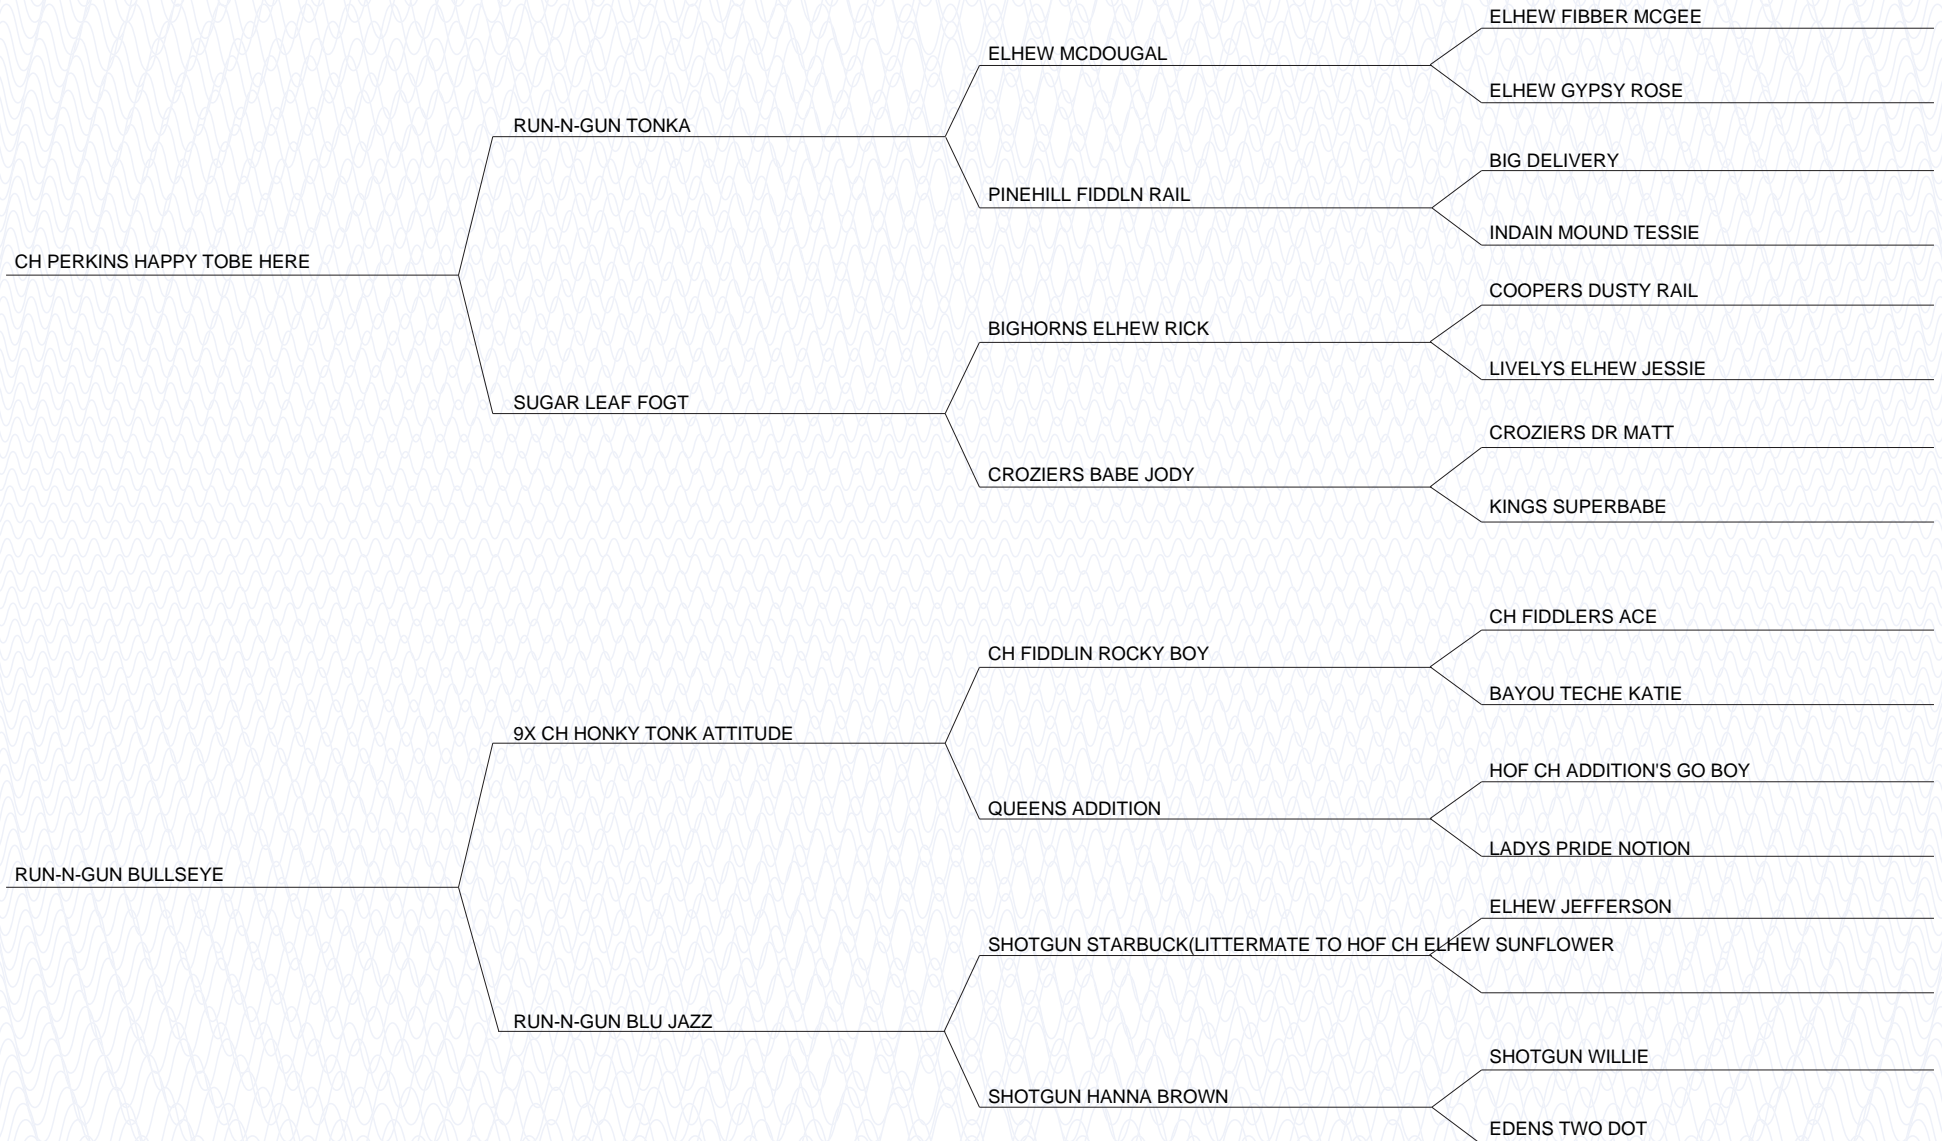 ELHEW FIBBER MCGEE
ELHEW MCDOUGAL
ELHEW GYPSY ROSE
RUN-N-GUN TONKA
BIG DELIVERY
PINEHILL FIDDLN RAIL
INDAIN MOUND TESSIE
CH PERKINS HAPPY TOBE HERE
COOPERS DUSTY RAIL
BIGHORNS ELHEW RICK
LIVELYS ELHEW JESSIE
SUGAR LEAF FOGT
CROZIERS DR MATT
CROZIERS BABE JODY
KINGS SUPERBABE
CH FIDDLERS ACE
CH FIDDLIN ROCKY BOY
BAYOU TECHE KATIE
9X CH HONKY TONK ATTITUDE
HOF CH ADDITION'S GO BOY
QUEENS ADDITION
LADYS PRIDE NOTION
RUN-N-GUN BULLSEYE
ELHEW JEFFERSON
SHOTGUN STARBUCK(LITTERMATE TO HOF CH ELHEW SUNFLOWER
RUN-N-GUN BLU JAZZ
SHOTGUN WILLIE
SHOTGUN HANNA BROWN
EDENS TWO DOT